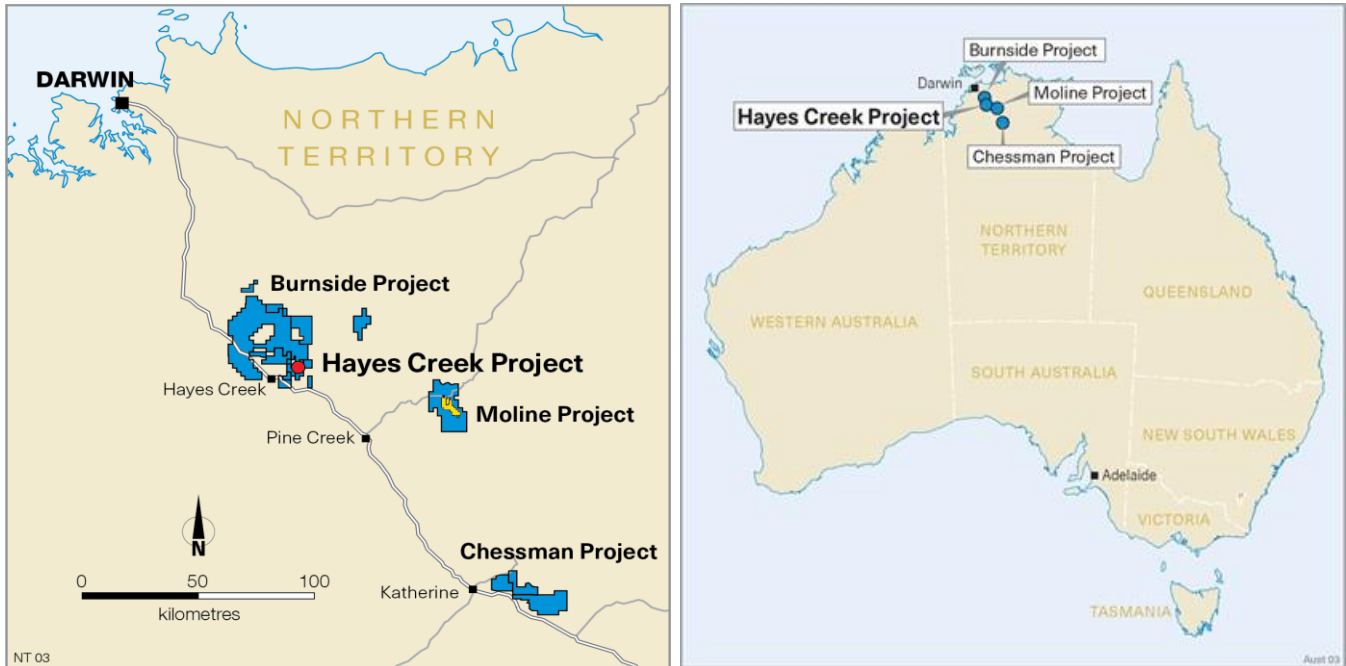 DARWIN
NORTHERN
TERRITORY
Burnside Project
Hayes Creek Project
Hayes Creek
Moline Project
Pine Creek
N
Chessman Project
0 50 100
kilometres
Katherine
NT 03
Burnside Project
Darwin
Moline Project
Hayes Creek Project
Chessman Project
NORTHERN
TERRITORY
QUEENSLAND
WESTERN AUSTRALIA
SOUTH AUSTRALIA
NEW SOUTH WALES
Adelaide
VICTORIA
TASMANIA
Aust 03